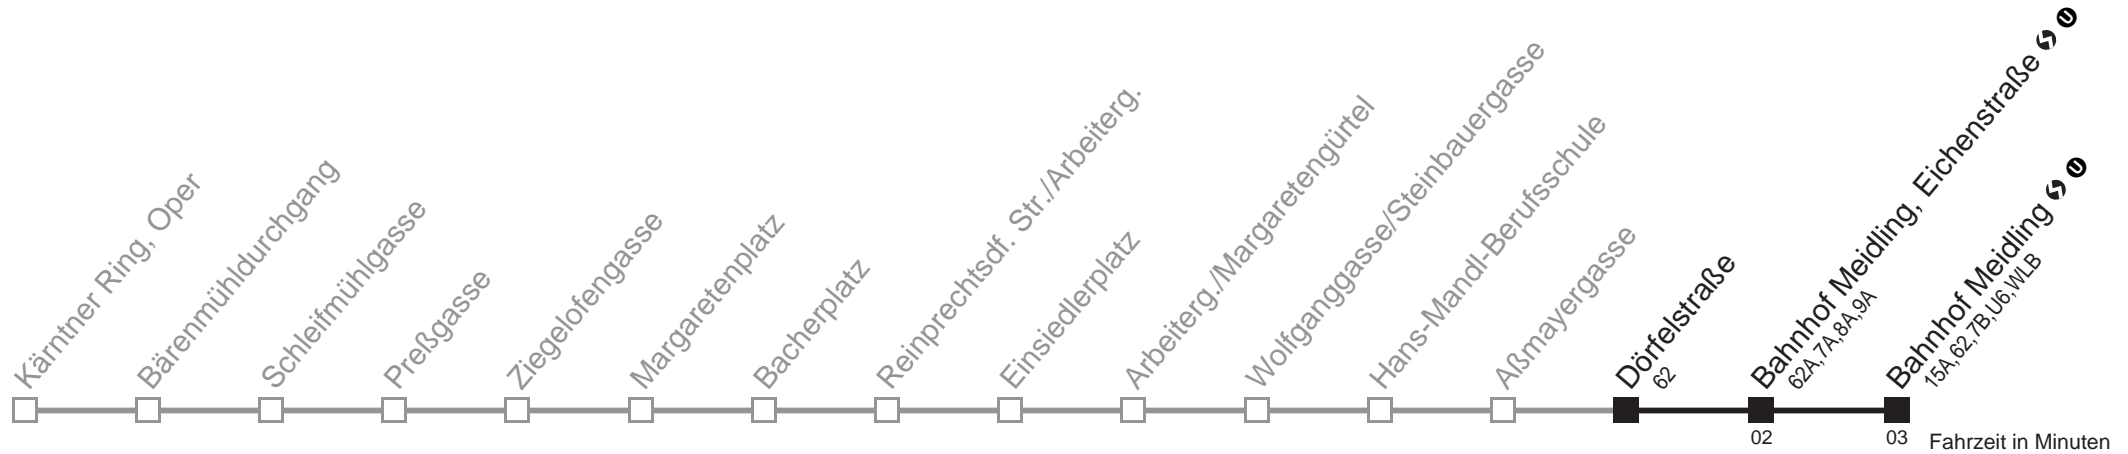 Kärntner Ring, Oper
Bärenmühldurchgang
Schleifmühlgasse
Preßgasse
Ziegelofengasse
Margaretenplatz
Bacherplatz
Reinprechtsdf. Str./Arbeiterg.
Einsiedlerplatz
Arbeiterg./Margaretengürtel
Wolfganggasse/Steinbauergasse
Hans-Mandl-Berufsschule
Aßmayergasse
Dörfelstraße
62
Bahnhof Meidling, Eichenstraße S U
62A,7A,8A,9A
Bahnhof Meidling S U
15A,62,7B,U6,WLB
02
03
Fahrzeit in Minuten